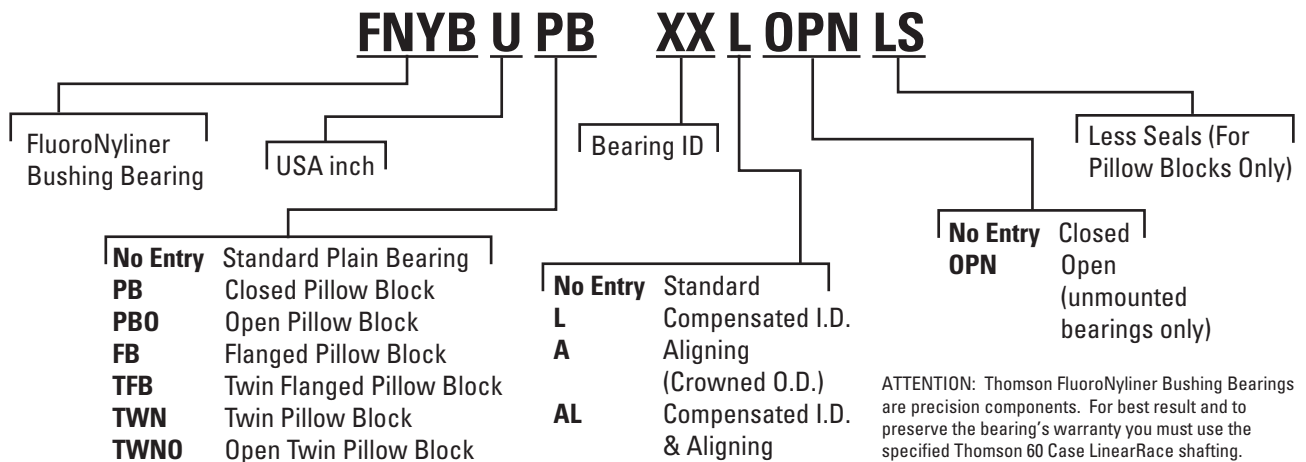 FNYB U PB XX L OPN LS
FluoroNyliner
Bushing Bearing
USA inch
Bearing ID
Less Seals (For
Pillow Blocks Only)
No Entry Standard Plain Bearing
PB Closed Pillow Block
PBO Open Pillow Block
FB Flanged Pillow Block
TFB Twin Flanged Pillow Block
TWN Twin Pillow Block
TWNO Open Twin Pillow Block
No Entry Standard
L Compensated I.D.
A Aligning
(Crowned O.D.)
AL Compensated I.D.
& Aligning
No Entry Closed
OPN Open
(unmounted
bearings only)
ATTENTION: Thomson FluoroNyliner Bushing Bearings
are precision components. For best result and to
preserve the bearing's warranty you must use the
specified Thomson 60 Case LinearRace shafting.